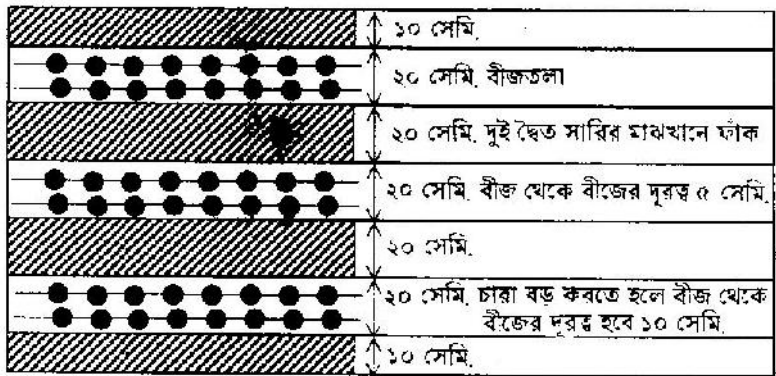 ১০ সেমি.
২০ সেমি. বীজতলা
২০ সেমি. দুই দ্বৈত সারির মাঝখানে ফাঁক
২০ সেমি. বীজ থেকে বীজের দূরত্ব ৫ সেমি.
২০ সেমি.
২০ সেমি. চারা বড় করতে হলে বীজ থেকে
বীজের দূরত্ব হবে ১০ সেমি.
১০ সেমি.